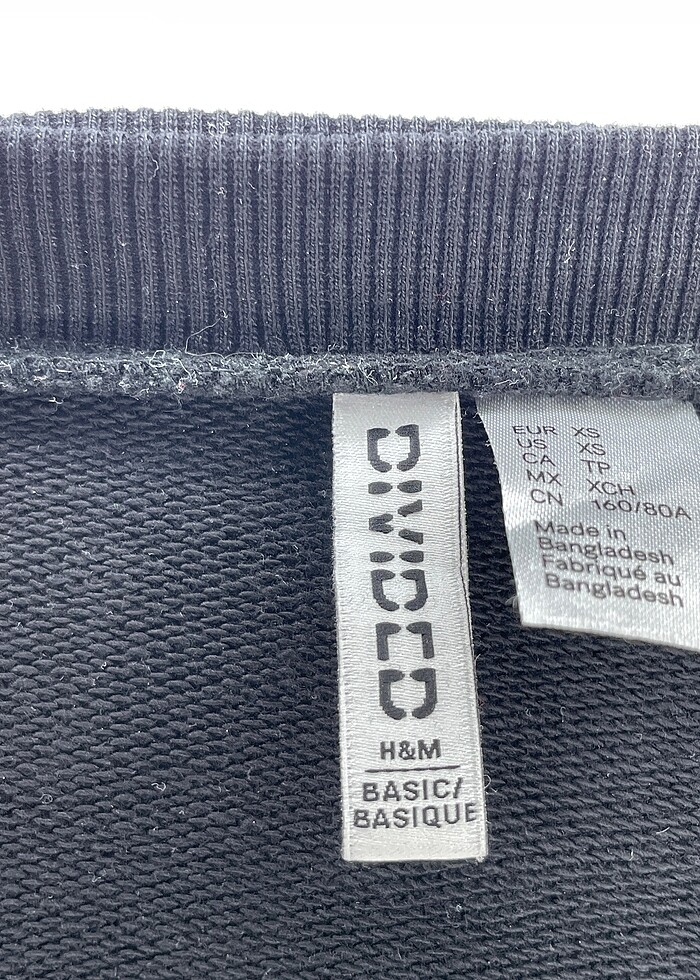 DIVIDED
H&M
BASIC/
BASIQUE
EUR XS
US XS
CA TP
MX XCH
CN 160/80A
Made in
Bangladesh
Fabriqué au
Bangladesh